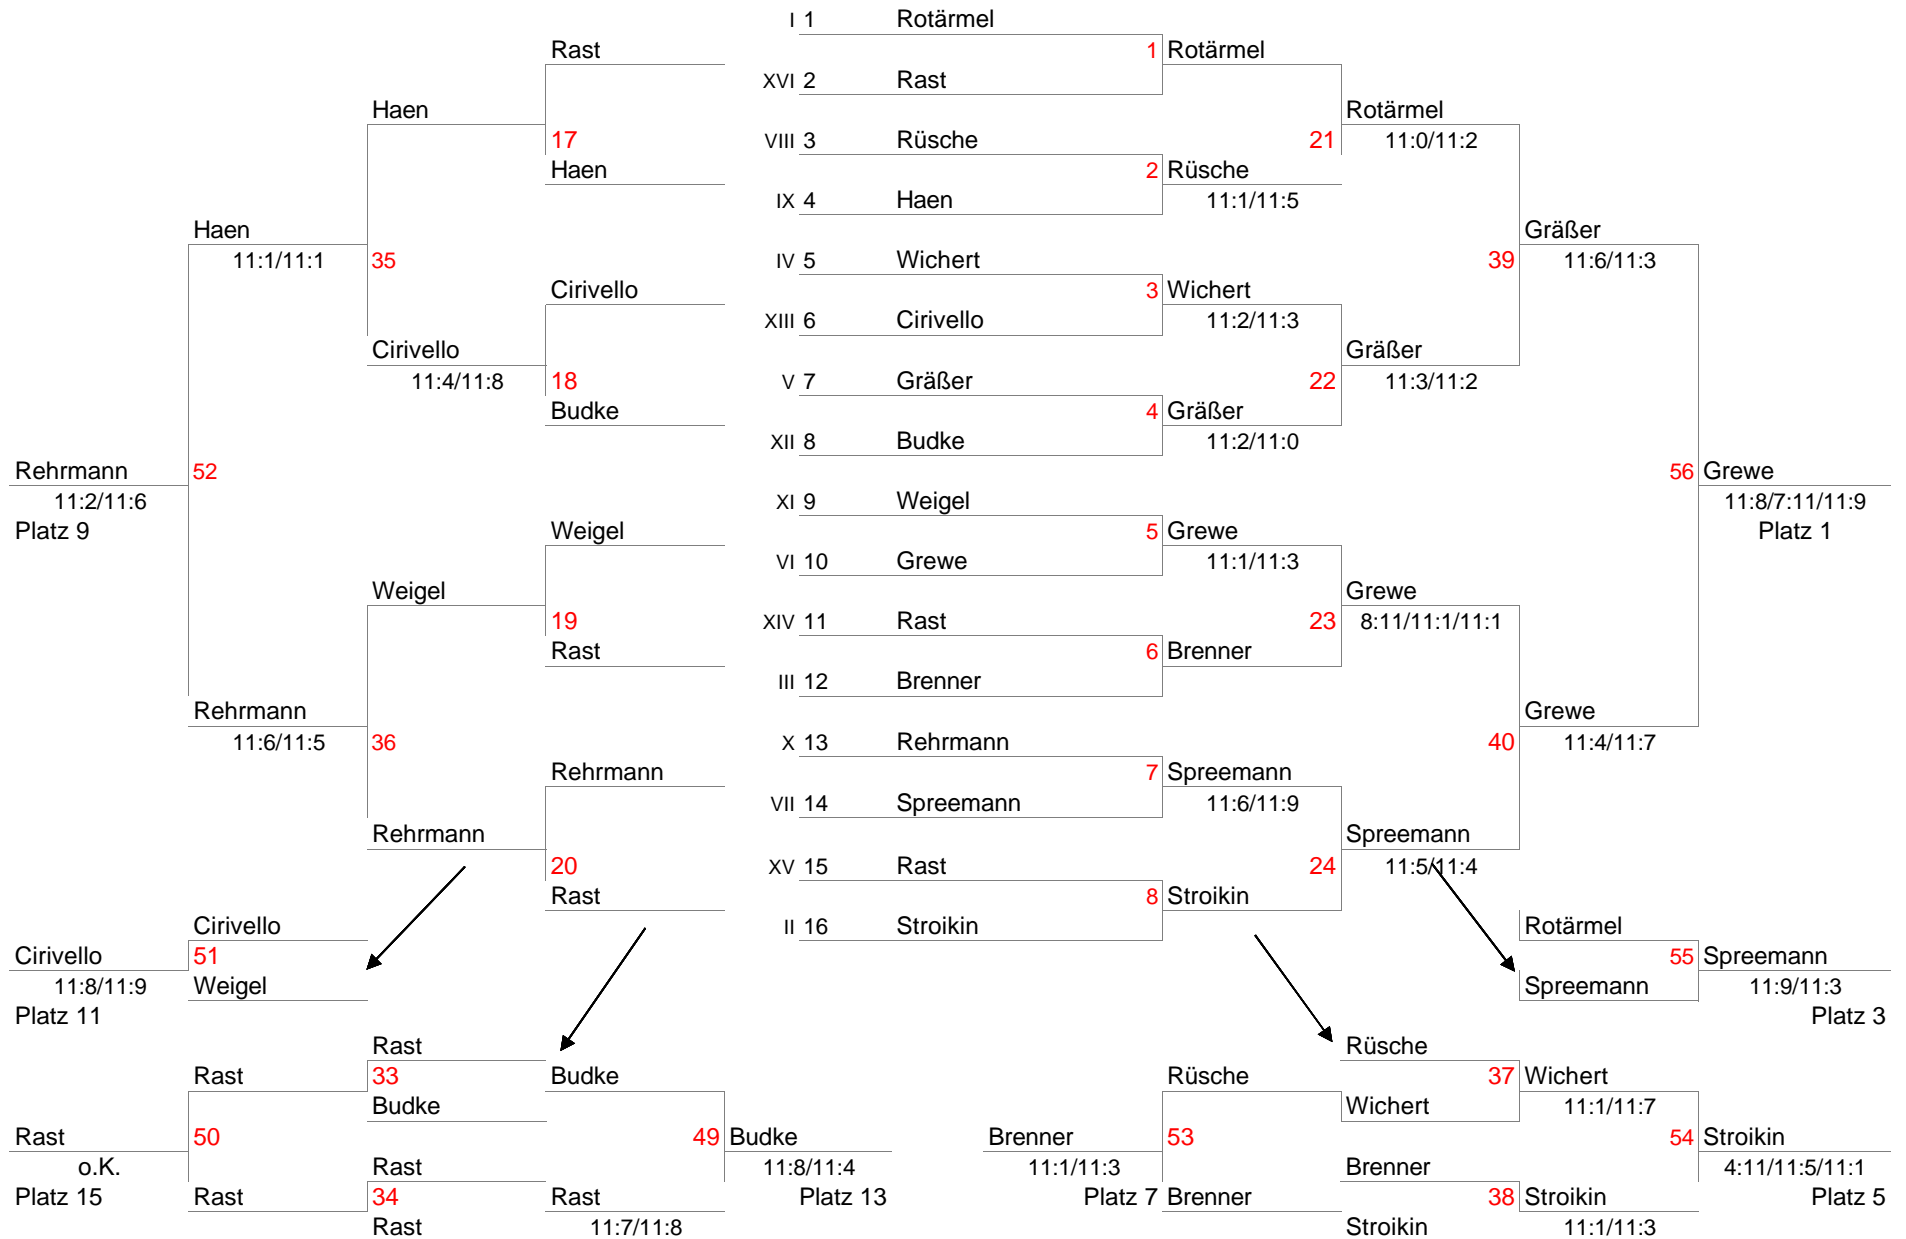 I 1 Rotärmel
Rast 1 Rotärmel
XVI 2 Rast
Haen Rotärmel
17 VIII 3 Rüsche 21 11:0/11:2
Haen 2 Rüsche
IX 4 Haen 11:1/11:5
Haen Gräßer
11:1/11:1 35 IV 5 Wichert 39 11:6/11:3
Cirivello 3 Wichert
XIII 6 Cirivello 11:2/11:3
Cirivello Gräßer
11:4/11:8 18 V 7 Gräßer 22 11:3/11:2
Budke 4 Gräßer
XII 8 Budke 11:2/11:0
Rehrmann 52 56 Grewe
11:2/11:6 XI 9 Weigel 11:8/7:11/11:9
Platz 9 Weigel 5 Grewe Platz 1
VI 10 Grewe 11:1/11:3
Weigel Grewe
19 XIV 11 Rast 23 8:11/11:1/11:1
Rast 6 Brenner
III 12 Brenner
Rehrmann Grewe
11:6/11:5 36 X 13 Rehrmann 40 11:4/11:7
Rehrmann 7 Spreemann
VII 14 Spreemann 11:6/11:9
Rehrmann Spreemann
20 XV 15 Rast 24 11:5/11:4
Rast 8 Stroikin
Cirivello II 16 Stroikin Rotärmel
Cirivello 51 55 Spreemann
11:8/11:9 Weigel Spreemann 11:9/11:3
Platz 11 Platz 3
Rast Rüsche
Rast 33 Budke Rüsche 37 Wichert
Budke Wichert 11:1/11:7
Rast 50 49 Budke Brenner 53 54 Stroikin
o.K. Rast 11:8/11:4 11:1/11:3 Brenner 4:11/11:5/11:1
Platz 15 Rast 34 Rast Platz 13 Platz 7 Brenner 38 Stroikin Platz 5
Rast 11:7/11:8 Stroikin 11:1/11:3